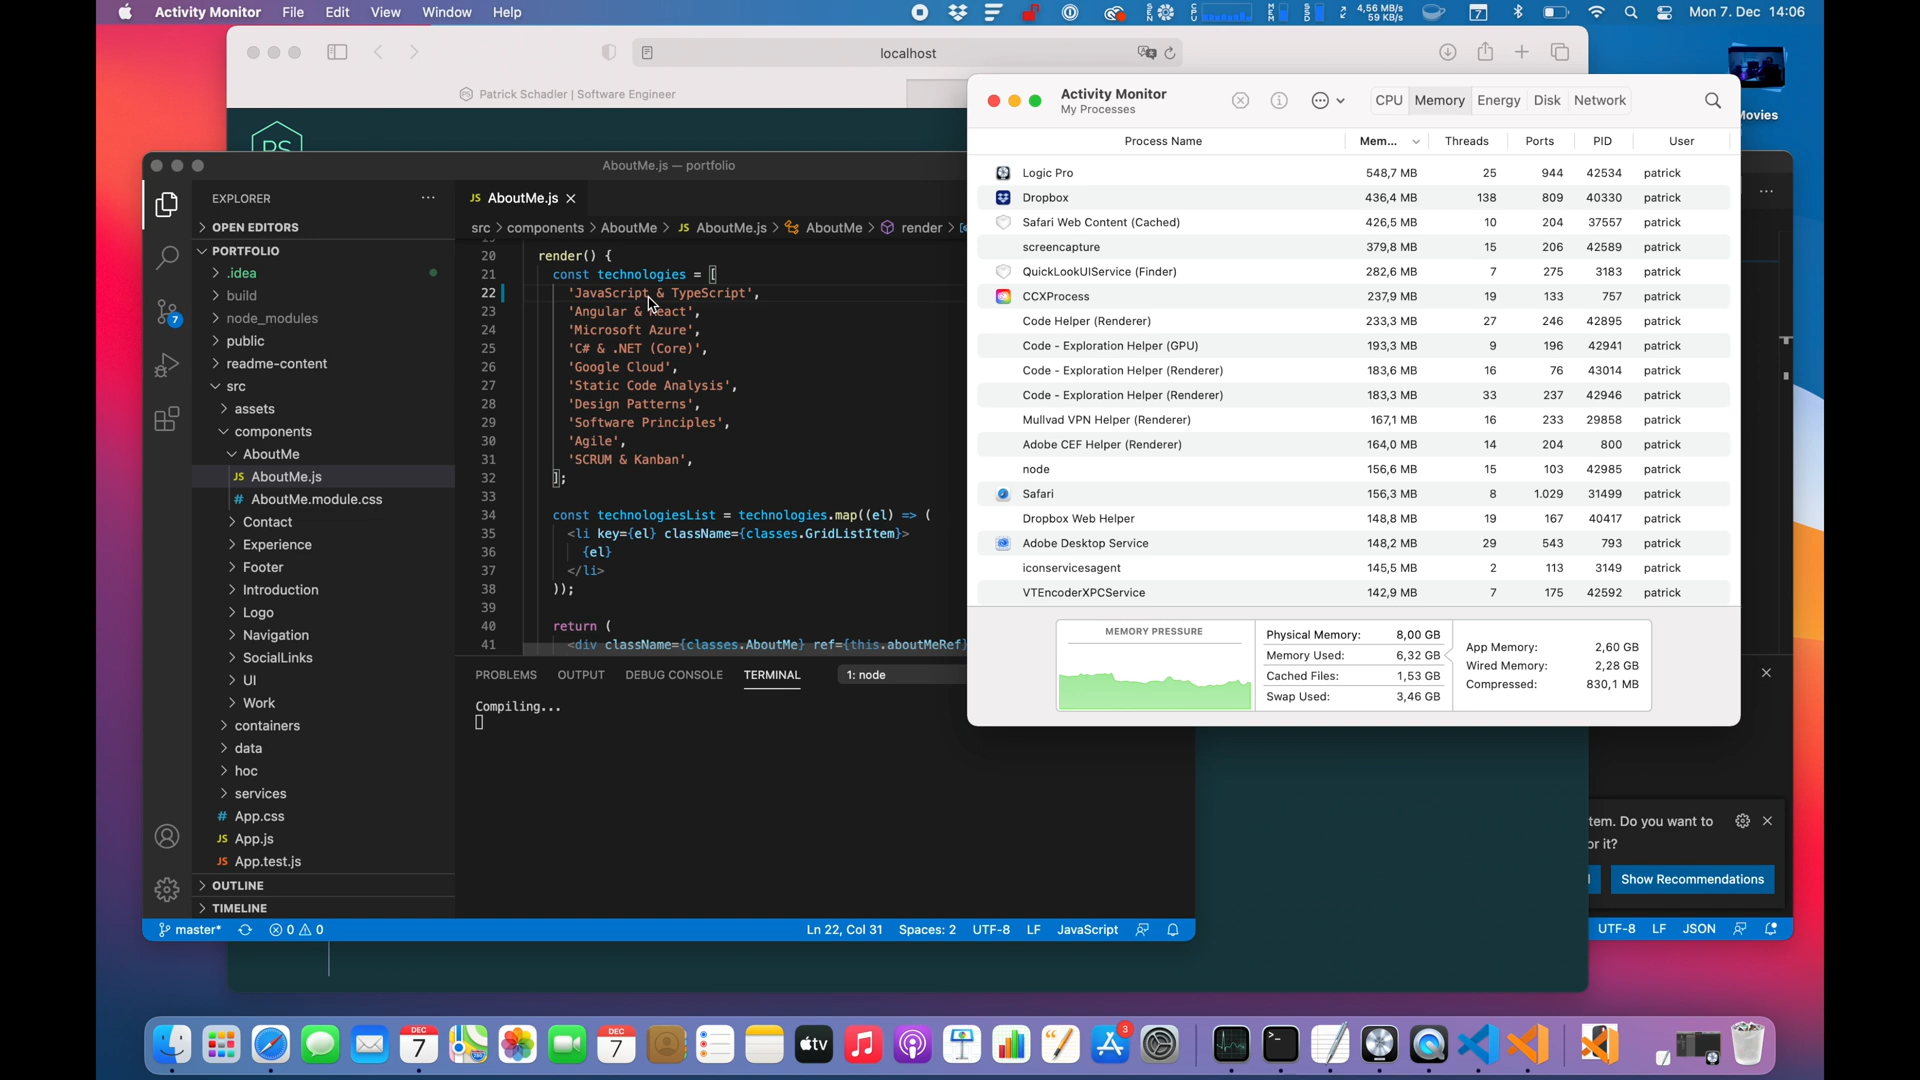 Activity Monitor File Edit View Window Help
4,56 MB/s
59 KB/s
Mon 7. Dec 14:06
localhost
Patrick Schadler | Software Engineer
PS
Movies
AboutMe.js — portfolio
EXPLORER
OPEN EDITORS
PORTFOLIO
.idea
build
node_modules
public
readme-content
src
assets
components
AboutMe
JS AboutMe.js
# AboutMe.module.css
Contact
Experience
Footer
Introduction
Logo
Navigation
SocialLinks
UI
Work
containers
data
hoc
services
# App.css
JS App.js
JS App.test.js
OUTLINE
TIMELINE
7
JS AboutMe.js
src > components > AboutMe > JS AboutMe.js > AboutMe > render >
20 render() {
21 const technologies = [
22 'JavaScript & TypeScript',
23 'Angular & React',
24 'Microsoft Azure',
25 'C# & .NET (Core)',
26 'Google Cloud',
27 'Static Code Analysis',
28 'Design Patterns',
29 'Software Principles',
30 'Agile',
31 'SCRUM & Kanban',
32 ];
33
34 const technologiesList = technologies.map((el) => (
35 <li key={el} className={classes.GridListItem}>
36 {el}
37 </li>
38 ));
39
40 return (
41 <div className={classes.AboutMe} ref={this.aboutMeRef}
PROBLEMS OUTPUT DEBUG CONSOLE TERMINAL 1: node
Compiling...
master* 0 0 Ln 22, Col 31 Spaces: 2 UTF-8 LF JavaScript
Activity Monitor
My Processes
CPU Memory Energy Disk Network
Process Name Mem... Threads Ports PID User
Logic Pro 548,7 MB 25 944 42534 patrick
Dropbox 436,4 MB 138 809 40330 patrick
Safari Web Content (Cached) 426,5 MB 10 204 37557 patrick
screencapture 379,8 MB 15 206 42589 patrick
QuickLookUIService (Finder) 282,6 MB 7 275 3183 patrick
CCXProcess 237,9 MB 19 133 757 patrick
Code Helper (Renderer) 233,3 MB 27 246 42895 patrick
Code - Exploration Helper (GPU) 193,3 MB 9 196 42941 patrick
Code - Exploration Helper (Renderer) 183,6 MB 16 76 43014 patrick
Code - Exploration Helper (Renderer) 183,3 MB 33 237 42946 patrick
Mullvad VPN Helper (Renderer) 167,1 MB 16 233 29858 patrick
Adobe CEF Helper (Renderer) 164,0 MB 14 204 800 patrick
node 156,6 MB 15 103 42985 patrick
Safari 156,3 MB 8 1.029 31499 patrick
Dropbox Web Helper 148,8 MB 19 167 40417 patrick
Adobe Desktop Service 148,2 MB 29 543 793 patrick
iconservicesagent 145,5 MB 2 113 3149 patrick
VTEncoderXPCService 142,9 MB 7 175 42592 patrick
MEMORY PRESSURE
Physical Memory: 8,00 GB
Memory Used: 6,32 GB
Cached Files: 1,53 GB
Swap Used: 3,46 GB
App Memory: 2,60 GB
Wired Memory: 2,28 GB
Compressed: 830,1 MB
tem. Do you want to
or it?
Show Recommendations
UTF-8 LF JSON
DEC
7
tv
DEC
7
3